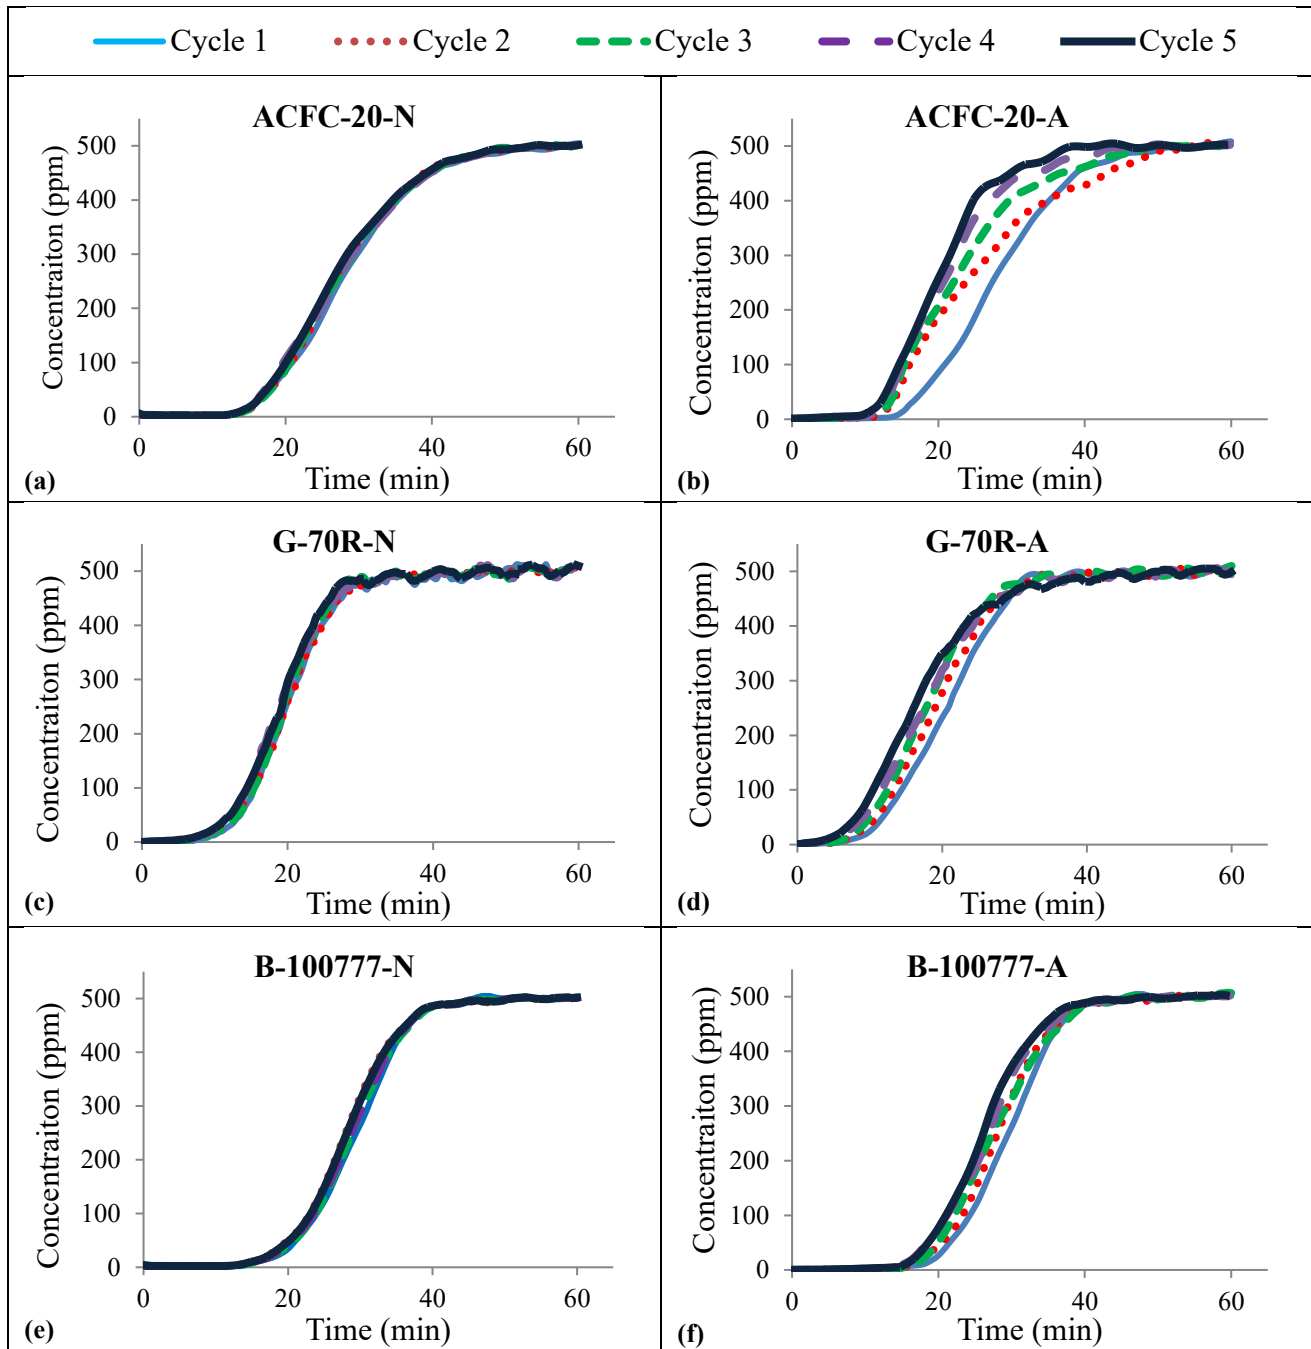 Cycle 1 Cycle 2 Cycle 3 Cycle 4 Cycle 5
ACFC-20-N
Concentraiton (ppm)
500
400
300
200
100
0
0 20 40 60
Time (min)
(a)
ACFC-20-A
Concentraiton (ppm)
500
400
300
200
100
0
0 20 40 60
Time (min)
(b)
G-70R-N
Concentraiton (ppm)
500
400
300
200
100
0
0 20 40 60
Time (min)
(c)
G-70R-A
Concentraiton (ppm)
500
400
300
200
100
0
0 20 40 60
Time (min)
(d)
B-100777-N
Concentraiton (ppm)
500
400
300
200
100
0
0 20 40 60
Time (min)
(e)
B-100777-A
Concentraiton (ppm)
500
400
300
200
100
0
0 20 40 60
Time (min)
(f)